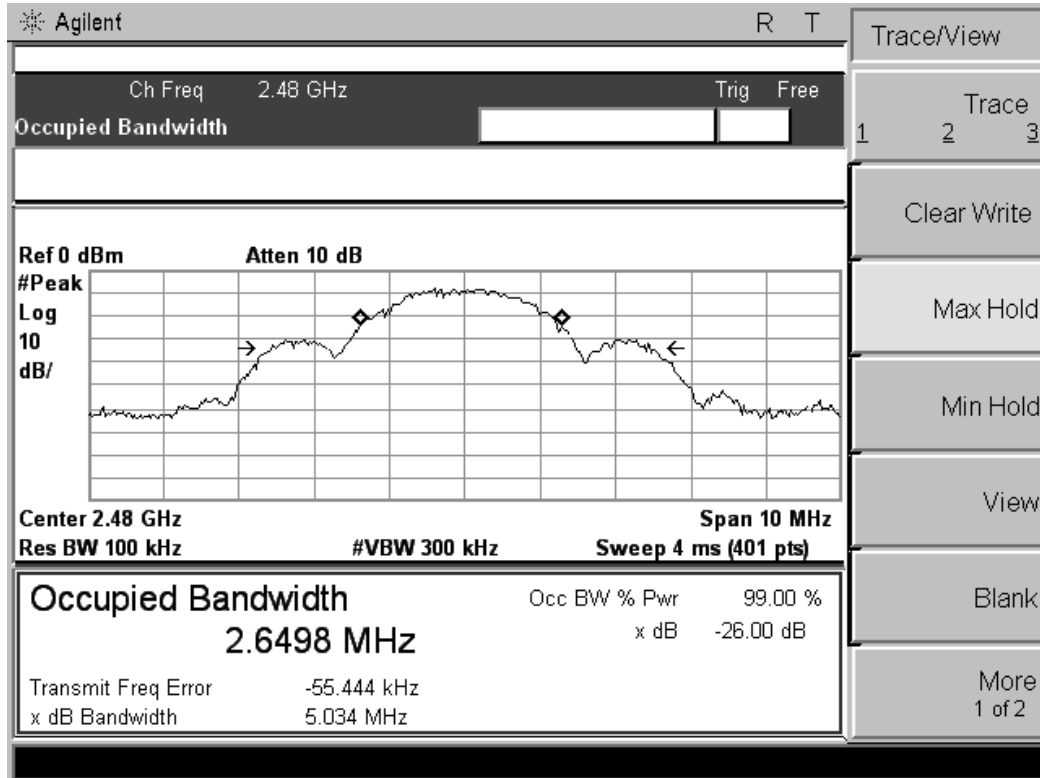 Agilent R T
Ch Freq 2.48 GHz Trig Free
Occupied Bandwidth
Ref 0 dBm Atten 10 dB
#Peak
Log
10
dB/
Center 2.48 GHz Span 10 MHz
Res BW 100 kHz #VBW 300 kHz Sweep 4 ms (401 pts)
Occupied Bandwidth
2.6498 MHz
Occ BW % Pwr 99.00 %
x dB -26.00 dB
Transmit Freq Error -55.444 kHz
x dB Bandwidth 5.034 MHz
Trace/View
Trace
1 2 3
Clear Write
Max Hold
Min Hold
View
Blank
More
1 of 2